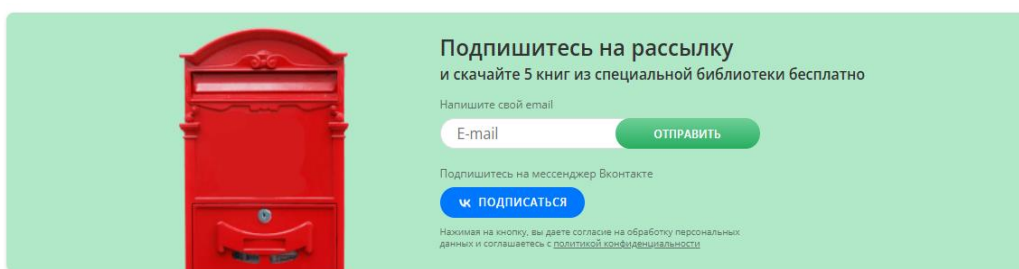 Подпишитесь на рассылку
и скачайте 5 книг из специальной библиотеки бесплатно
Напишите свой email
E-mail ОТПРАВИТЬ
Подпишитесь на мессенджер Вконтакте
ПОДПИСАТЬСЯ
Нажимая на кнопку, вы даете согласие на обработку персональных
данных и соглашаетесь с политикой конфиденциальности